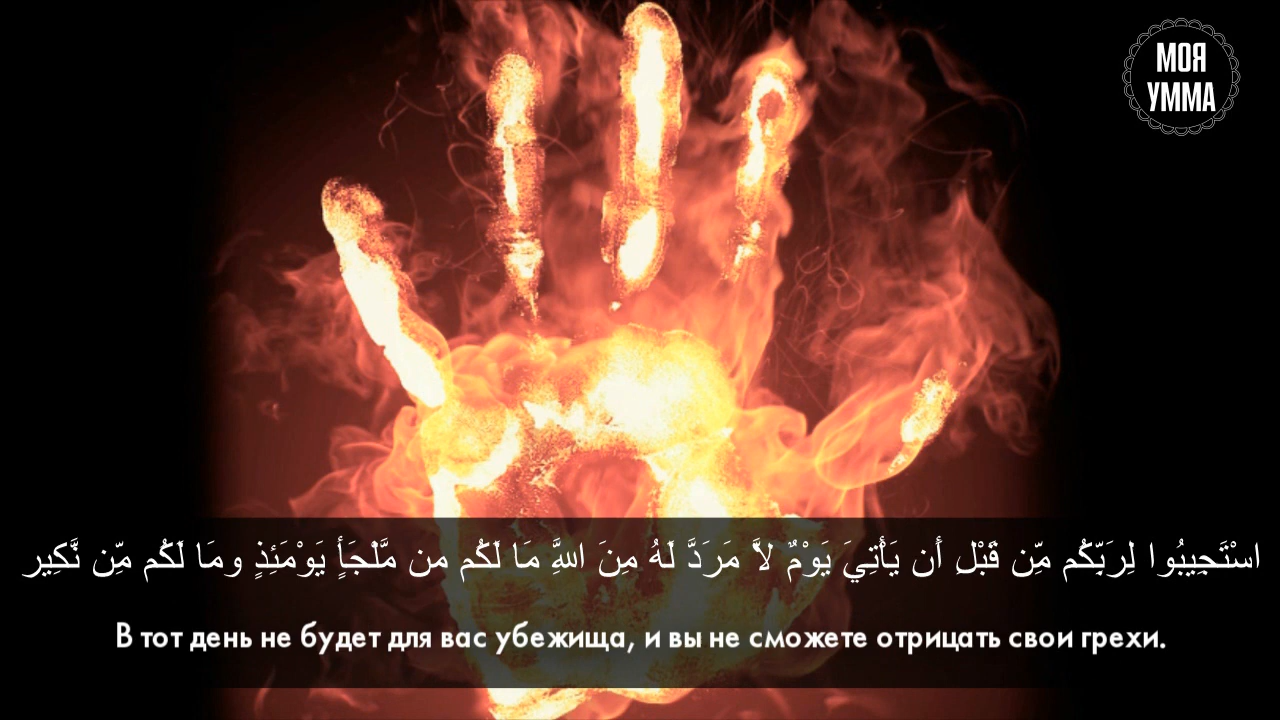 МОЯ
УММА
اسْتَجِيبُوا لِرَبِّكُم مِّن قَبْلِ أَن يَأْتِيَ يَوْمٌ لاَّ مَرَدَّ لَهُ مِنَ اللهَِّ مَا لَكُم من مَّلْجَأٍ يَوْمَئِذٍ ومَا لَكُم مِّن نَّكِير
В тот день не будет для вас убежища, и вы не сможете отрицать свои грехи.